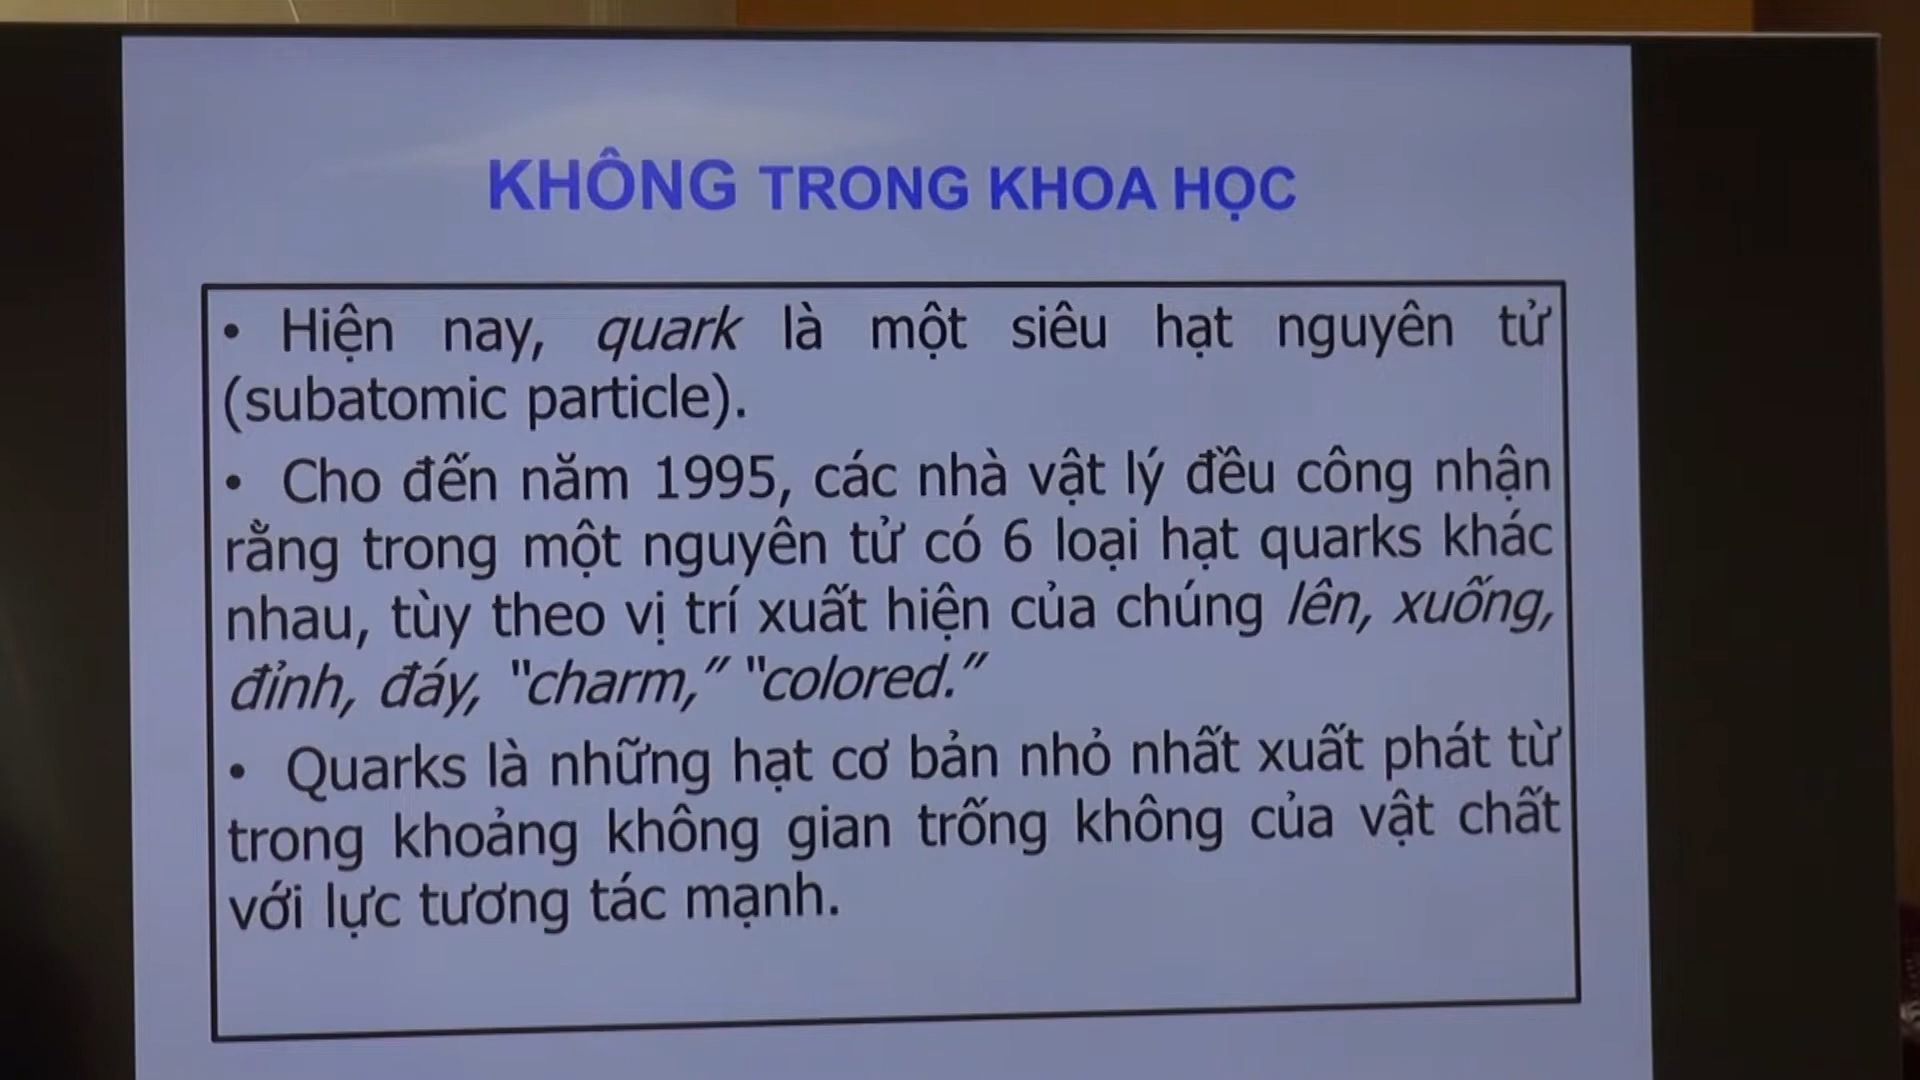 KHÔNG TRONG KHOA HỌC
• Hiện nay, quark là một siêu hạt nguyên tử
(subatomic particle).
• Cho đến năm 1995, các nhà vật lý đều công nhận
rằng trong một nguyên tử có 6 loại hạt quarks khác
nhau, tùy theo vị trí xuất hiện của chúng lên, xuống,
đỉnh, đáy, "charm," "colored."
• Quarks là những hạt cơ bản nhỏ nhất xuất phát từ
trong khoảng không gian trống không của vật chất
với lực tương tác mạnh.